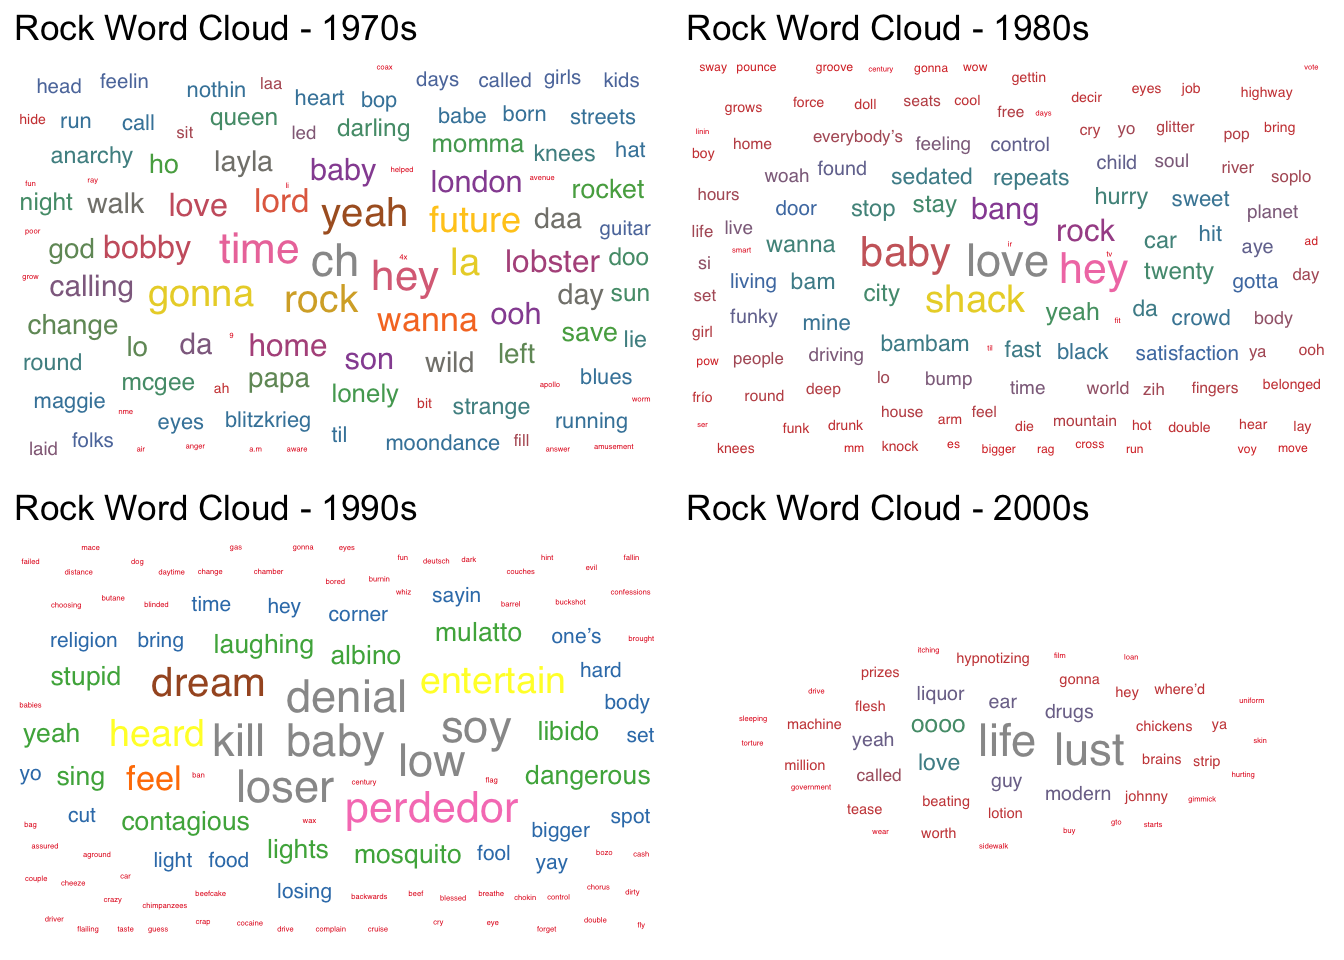 Rock Word Cloud - 1970s
coax
head feelin nothin laa days called girls kids
heart bop
hide run call sit queen led darling babe born streets
anarchy ho layla baby helped momma knees hat
fun ray li london avenue rocket
night walk love lord yeah future daa guitar
poor god bobby time ch 4x hey la lobster doo
grow calling gonna rock wanna ooh day sun
change lo da 9 home son wild left save lie
round mcgee ah papa lonely apollo blues
maggie nme eyes blitzkrieg bit strange worm running
laid folks air anger a.m aware til moondance fill answer amusement
Rock Word Cloud - 1980s
sway pounce groove century gonna wow gettin vote
grows force doll seats cool free days decir eyes job highway
linin boy home everybody's feeling control cry yo glitter pop bring
woah found sedated repeats child soul river soplo
hours door stop stay bang hurry sweet planet
life live wanna baby love ir rock car hit aye ad
smart si living bam city shack hey tv twenty gotta day
set funky mine yeah fit da crowd body
girl pow people driving bambam til fast black satisfaction ya ooh
frío round deep lo bump time world zih fingers belonged
ser funk drunk house arm feel die mountain hot double hear lay
knees mm knock es bigger rag cross run voy move
Rock Word Cloud - 1990s
failed mace gas gonna eyes fun deutsch dark hint fallin
distance dog daytime change chamber bored burnin couches evil
choosing butane blinded time hey corner whiz sayin barrel buckshot confessions
religion bring laughing albino mulatto one's brought
stupid dream denial entertain hard
babies body
yeah heard kill baby soy libido set
yo sing feel ban loser century low flag dangerous
bag cut contagious wax perdedor bigger spot
assured aground light food lights mosquito fool yay bozo cash
couple cheeze car crazy chimpanzees beefcake losing backwards beef blessed breathe chokin control chorus dirty
driver flailing taste guess crap cocaine drive complain cruise cry eye forget double fly
Rock Word Cloud - 2000s
itching hypnotizing film loan
prizes gonna hey where'd
drive flesh liquor ear drugs uniform
sleeping machine oooo life lust chickens ya
torture yeah skin
million called love brains strip hurting
government guy modern johnny gimmick
tease beating lotion
wear worth buy gto starts
sidewalk